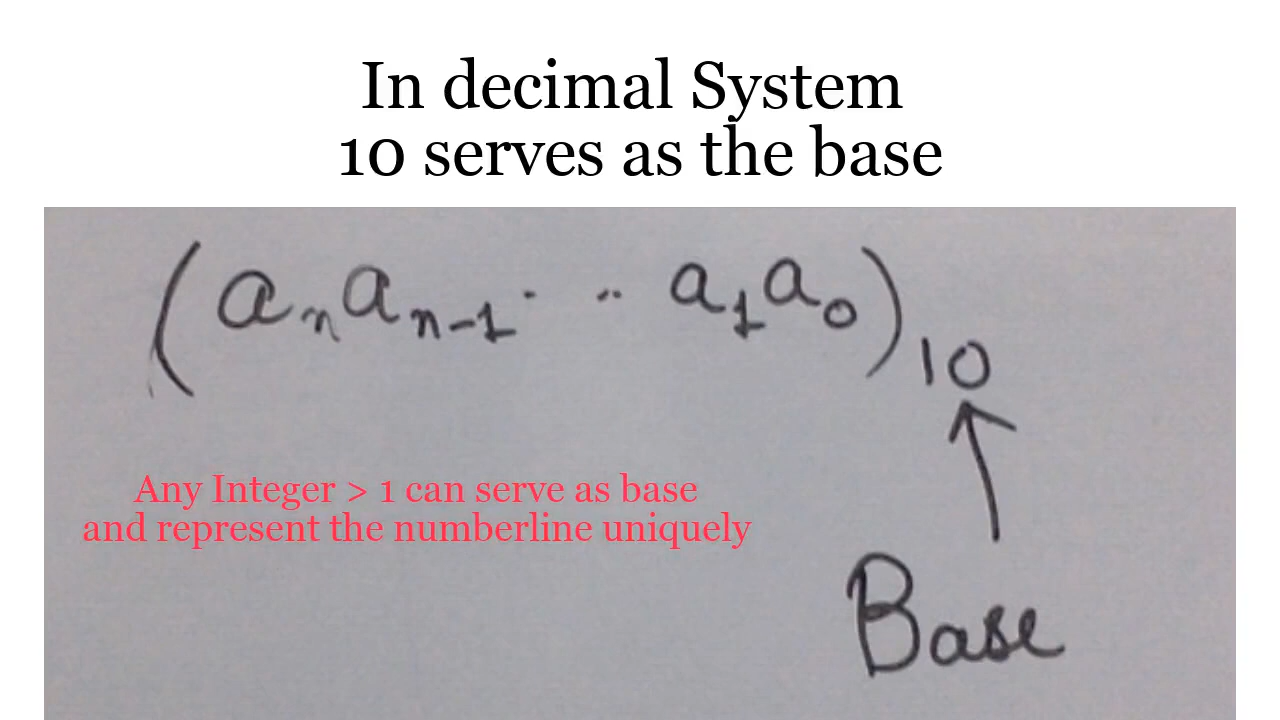 In decimal System
10 serves as the base
(aₙaₙ₋₁. .. a₁a₀)₁₀
Any Integer > 1 can serve as base
and represent the numberline uniquely
Base